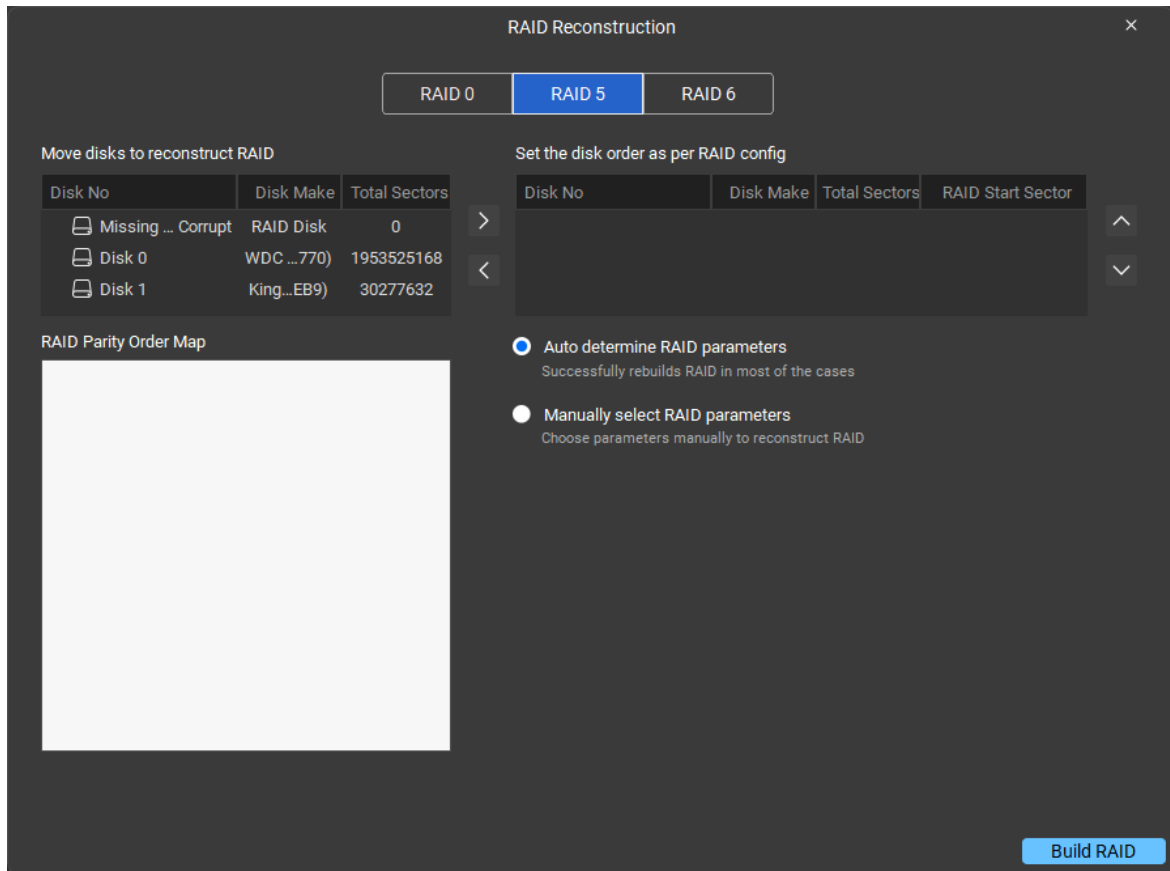 RAID Reconstruction
RAID 0 RAID 5 RAID 6
Move disks to reconstruct RAID
Disk No Disk Make Total Sectors
Missing ... Corrupt RAID Disk 0
Disk 0 WDC ...770) 1953525168
Disk 1 King...EB9) 30277632
Set the disk order as per RAID config
Disk No Disk Make Total Sectors RAID Start Sector
RAID Parity Order Map
Auto determine RAID parameters
Successfully rebuilds RAID in most of the cases
Manually select RAID parameters
Choose parameters manually to reconstruct RAID
Build RAID